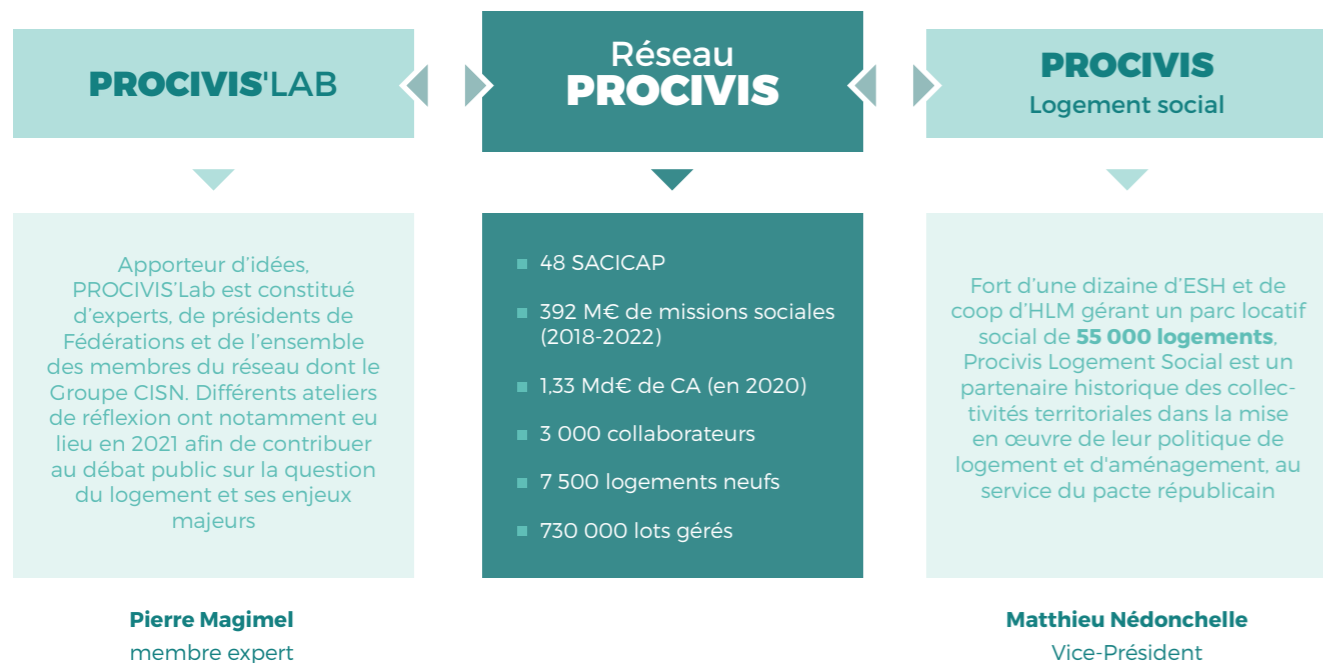 PROCIVIS'LAB
Apporteur d’idées,
PROCIVIS’Lab est constitué
d’experts, de présidents de
Fédérations et de l’ensemble
des membres du réseau dont le
Groupe CISN. Différents ateliers
de réflexion ont notamment eu
lieu en 2021 afin de contribuer
au débat public sur la question
du logement et ses enjeux
majeurs
Pierre Magimel
membre expert
Réseau
PROCIVIS
48 SACICAP
392 M€ de missions sociales
(2018-2022)
1,33 Md€ de CA (en 2020)
3 000 collaborateurs
7 500 logements neufs
730 000 lots gérés
PROCIVIS
Logement social
Fort d’une dizaine d’ESH et de
coop d’HLM gérant un parc locatif
social de 55 000 logements,
Procivis Logement Social est un
partenaire historique des collec-
tivités territoriales dans la mise
en œuvre de leur politique de
logement et d'aménagement, au
service du pacte républicain
Matthieu Nédonchelle
Vice-Président